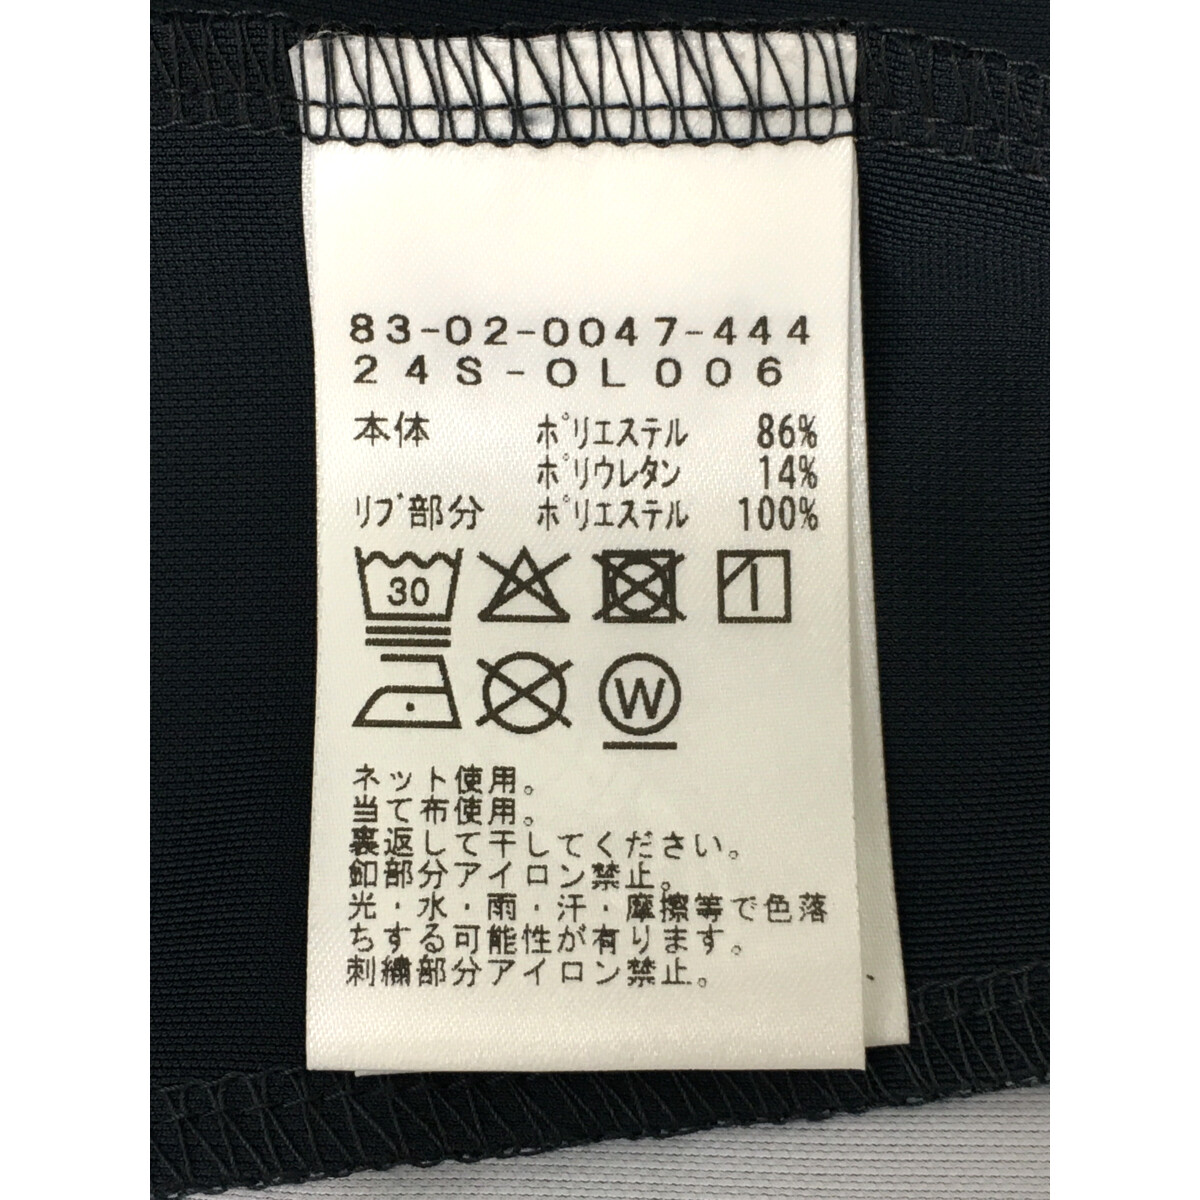 83-02-0047-444
24S-OL006
本体 ポリエステル 86%
ポリウレタン 14%
リブ部分 ポリエステル 100%
30
W
ネット使用。
当て布使用。
裏返して干してください。
釦部分アイロン禁止。
光・水・雨・汗・摩擦等で色落
ちする可能性が有ります。
刺繍部分アイロン禁止。